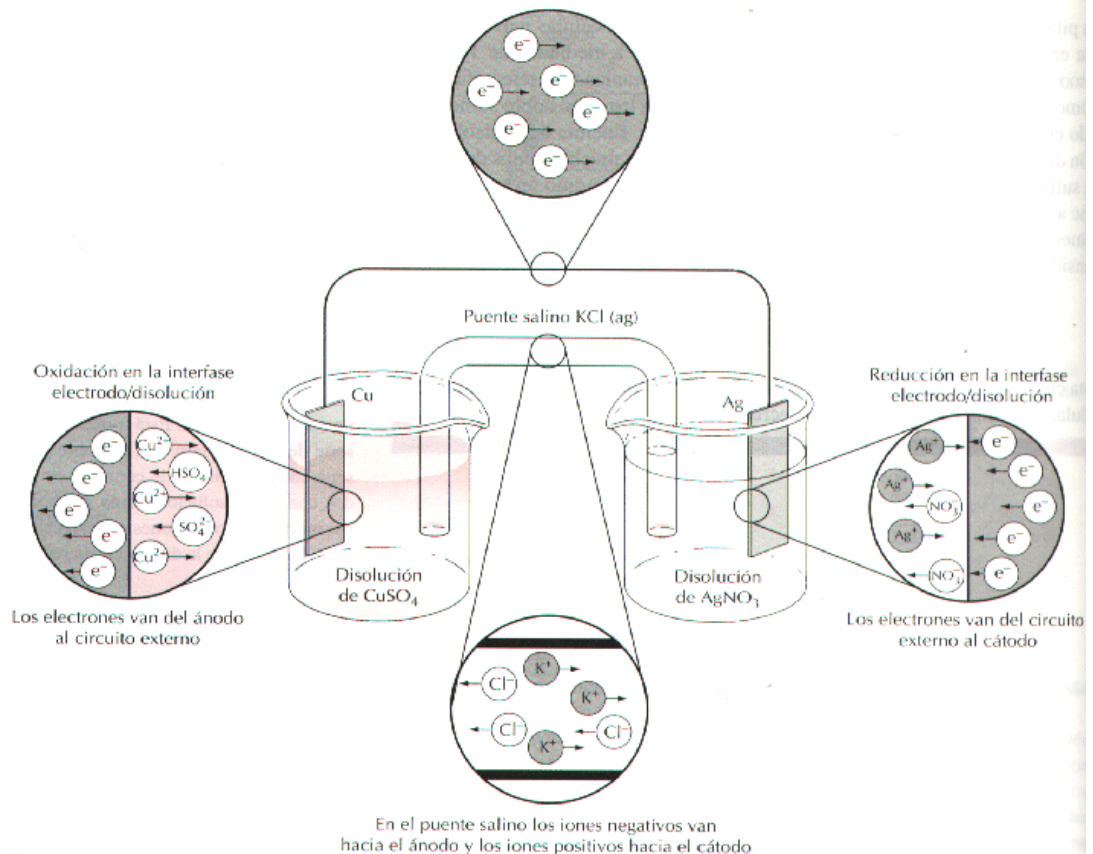 e⁻
e⁻
e⁻
e⁻
e⁻
e⁻
Puente salino KCl (ag)
Oxidación en la interfase
electrodo/disolución
Reducción en la interfase
electrodo/disolución
Cu
Ag
e⁻
e⁻
e⁻
e⁻
e⁻
Cu²⁺
HSO₄⁻
Cu²⁺
SO₄²⁻
Cu²⁺
Ag⁺
Ag⁺
NO₃⁻
Ag⁺
NO₃⁻
e⁻
e⁻
e⁻
e⁻
e⁻
Disolución
de CuSO₄
Disolución
de AgNO₃
Los electrones van del ánodo
al circuito externo
Los electrones van del circuito
externo al cátodo
K⁺
Cl⁻
K⁺
Cl⁻
Cl⁻
K⁺
En el puente salino los iones negativos van
hacia el ánodo y los iones positivos hacia el cátodo